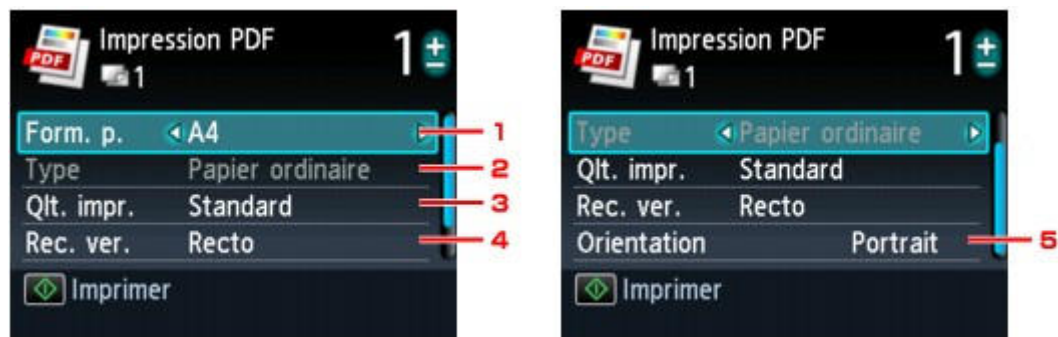 Impression PDF
PDF
1
1
Form. p. A4 1
Type Papier ordinaire 2
Qlt. impr. Standard 3
Rec. ver. Recto 4
Imprimer
Impression PDF
PDF
1
1
Type Papier ordinaire
Qlt. impr. Standard
Rec. ver. Recto
Orientation Portrait 5
Imprimer